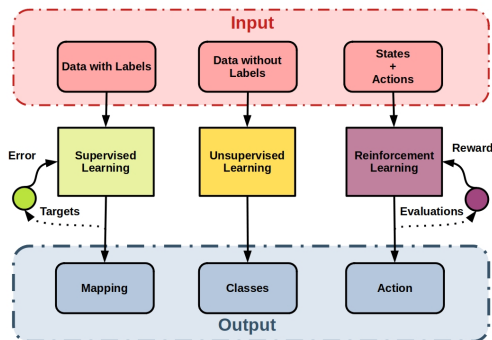 Input
Data with Labels
Data without
Labels
States
+
Actions
Error
Supervised
Learning
Unsupervised
Learning
Reinforcement
Learning
Reward
Targets
Evaluations
Mapping
Classes
Action
Output